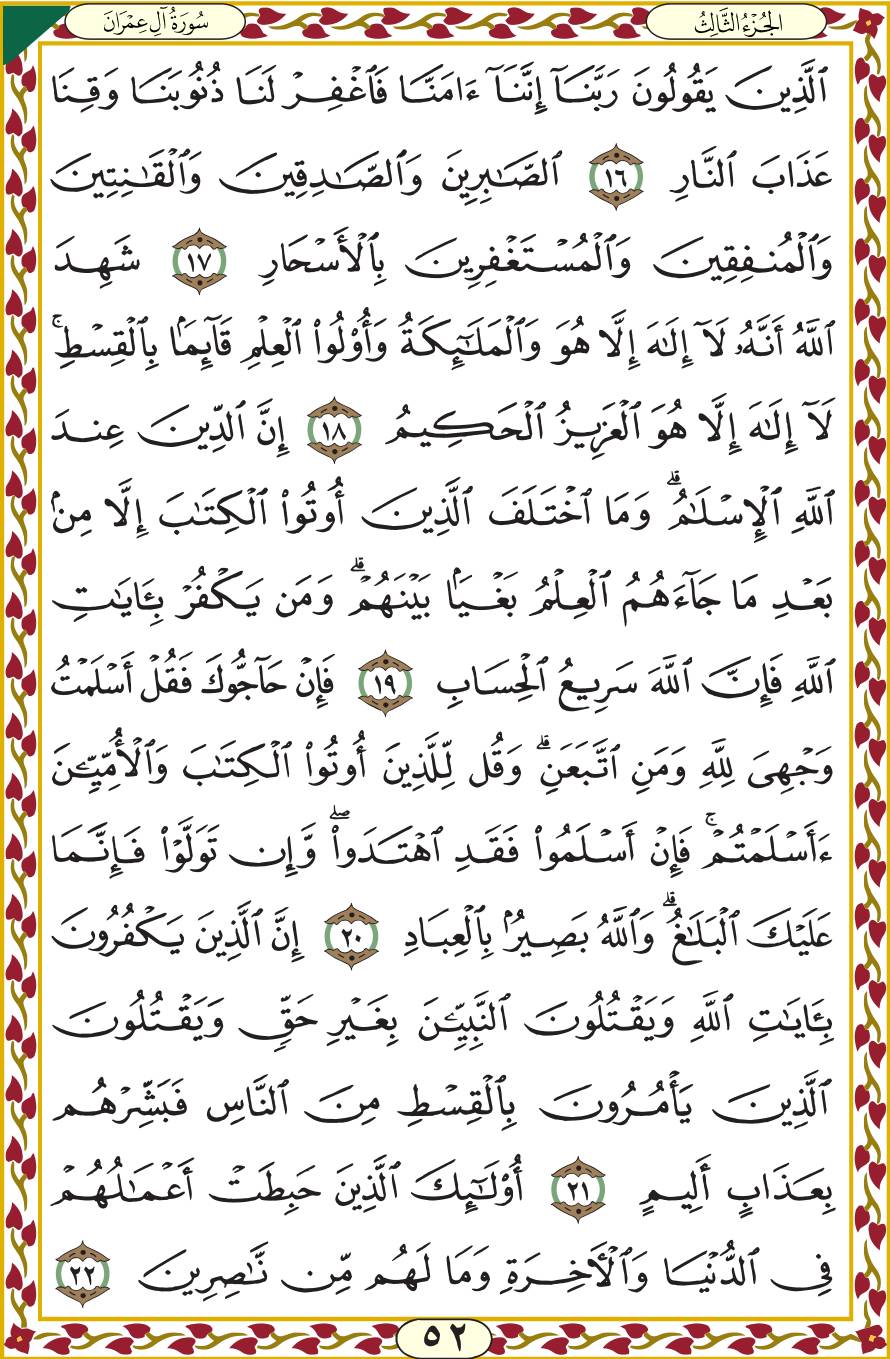 الجُزْءُ الثَّالِثُ
سُورَةُ آلِ عِمْرَانَ
ٱلَّذِينَ يَقُولُونَ رَبَّنَآ إِنَّنَآ ءَامَنَّا فَٱغْفِرْ لَنَا ذُنُوبَنَا وَقِنَا
عَذَابَ ٱلنَّارِ ١٦ ٱلصَّـٰبِرِينَ وَٱلصَّـٰدِقِينَ وَٱلْقَـٰنِتِينَ
وَٱلْمُنفِقِينَ وَٱلْمُسْتَغْفِرِينَ بِٱلْأَسْحَارِ ١٧ شَهِدَ
ٱللَّهُ أَنَّهُۥ لَآ إِلَـٰهَ إِلَّا هُوَ وَٱلْمَلَـٰٓئِكَةُ وَأُو۟لُوا۟ ٱلْعِلْمِ قَآئِمًۢا بِٱلْقِسْطِۚ
لَآ إِلَـٰهَ إِلَّا هُوَ ٱلْعَزِيزُ ٱلْحَكِيمُ ١٨ إِنَّ ٱلدِّينَ عِندَ
ٱللَّهِ ٱلْإِسْلَـٰمُۗ وَمَا ٱخْتَلَفَ ٱلَّذِينَ أُوتُوا۟ ٱلْكِتَـٰبَ إِلَّا مِنۢ
بَعْدِ مَا جَآءَهُمُ ٱلْعِلْمُ بَغْيًۢا بَيْنَهُمْۗ وَمَن يَكْفُرْ بِـَٔايَـٰتِ
ٱللَّهِ فَإِنَّ ٱللَّهَ سَرِيعُ ٱلْحِسَابِ ١٩ فَإِنْ حَآجُّوكَ فَقُلْ أَسْلَمْتُ
وَجْهِىَ لِلَّهِ وَمَنِ ٱتَّبَعَنِۗ وَقُل لِّلَّذِينَ أُوتُوا۟ ٱلْكِتَـٰبَ وَٱلْأُمِّيِّـۧنَ
ءَأَسْلَمْتُمْۚ فَإِنْ أَسْلَمُوا۟ فَقَدِ ٱهْتَدَوا۟ۖ وَّإِن تَوَلَّوْا۟ فَإِنَّمَا
عَلَيْكَ ٱلْبَلَـٰغُۗ وَٱللَّهُ بَصِيرٌۢ بِٱلْعِبَادِ ٢٠ إِنَّ ٱلَّذِينَ يَكْفُرُونَ
بِـَٔايَـٰتِ ٱللَّهِ وَيَقْتُلُونَ ٱلنَّبِيِّـۧنَ بِغَيْرِ حَقٍّ وَيَقْتُلُونَ
ٱلَّذِينَ يَأْمُرُونَ بِٱلْقِسْطِ مِنَ ٱلنَّاسِ فَبَشِّرْهُم
بِعَذَابٍ أَلِيمٍ ٢١ أُو۟لَـٰٓئِكَ ٱلَّذِينَ حَبِطَتْ أَعْمَـٰلُهُمْ
فِى ٱلدُّنْيَا وَٱلْـَٔاخِرَةِ وَمَا لَهُم مِّن نَّـٰصِرِينَ ٢٢
٥٢